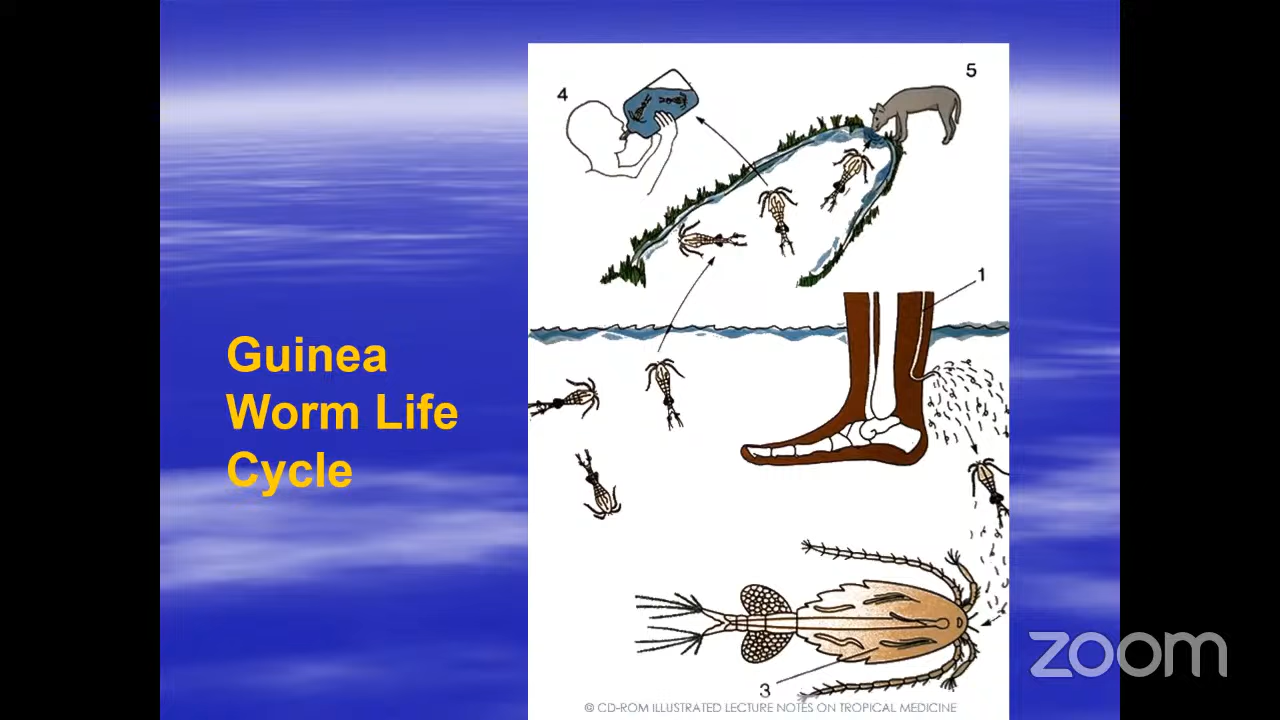 4
5
1
Guinea
Worm Life
Cycle
3
zoom
@ CD-ROM ILLUSTRATED LECTURE NOTES ON TROPICAL MEDICINE